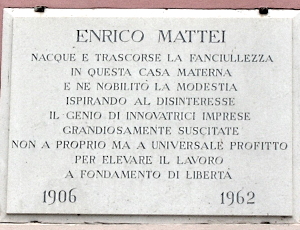 ENRICO MATTEI
NACQUE E TRASCORSE LA FANCIULLEZZA
IN QUESTA CASA MATERNA
E NE NOBILITÒ LA MODESTIA
ISPIRANDO AL DISINTERESSE
IL GENIO DI INNOVATRICI IMPRESE
GRANDIOSAMENTE SUSCITATE
NON A PROPRIO MA A UNIVERSALE PROFITTO
PER ELEVARE IL LAVORO
A FONDAMENTO DI LIBERTÀ
1906 1962